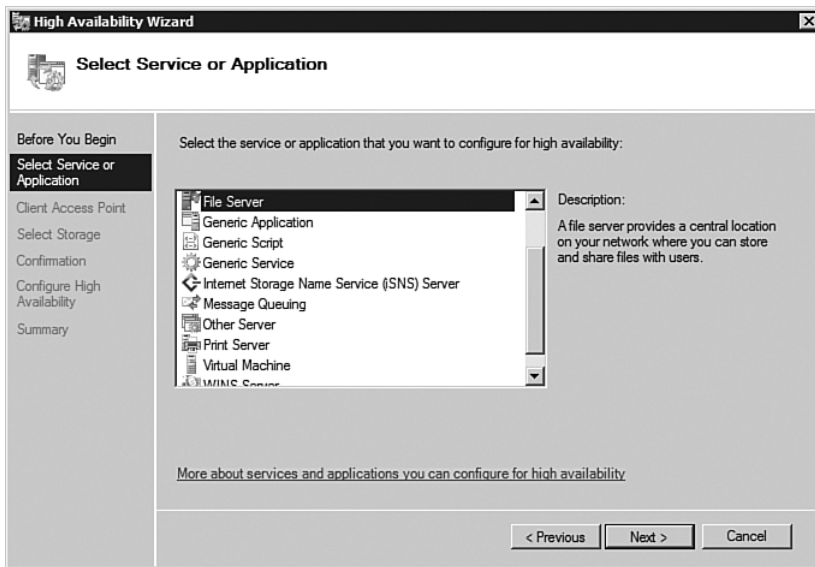 High Availability Wizard
Select Service or Application
Before You Begin
Select Service or
Application
Client Access Point
Select Storage
Confirmation
Configure High
Availability
Summary
Select the service or application that you want to configure for high availability:
File Server
Generic Application
Generic Script
Generic Service
Internet Storage Name Service (iSNS) Server
Message Queuing
Other Server
Print Server
Virtual Machine
WINS Server
Description:
A file server provides a central location
on your network where you can store
and share files with users.
More about services and applications you can configure for high availability
< Previous
Next >
Cancel